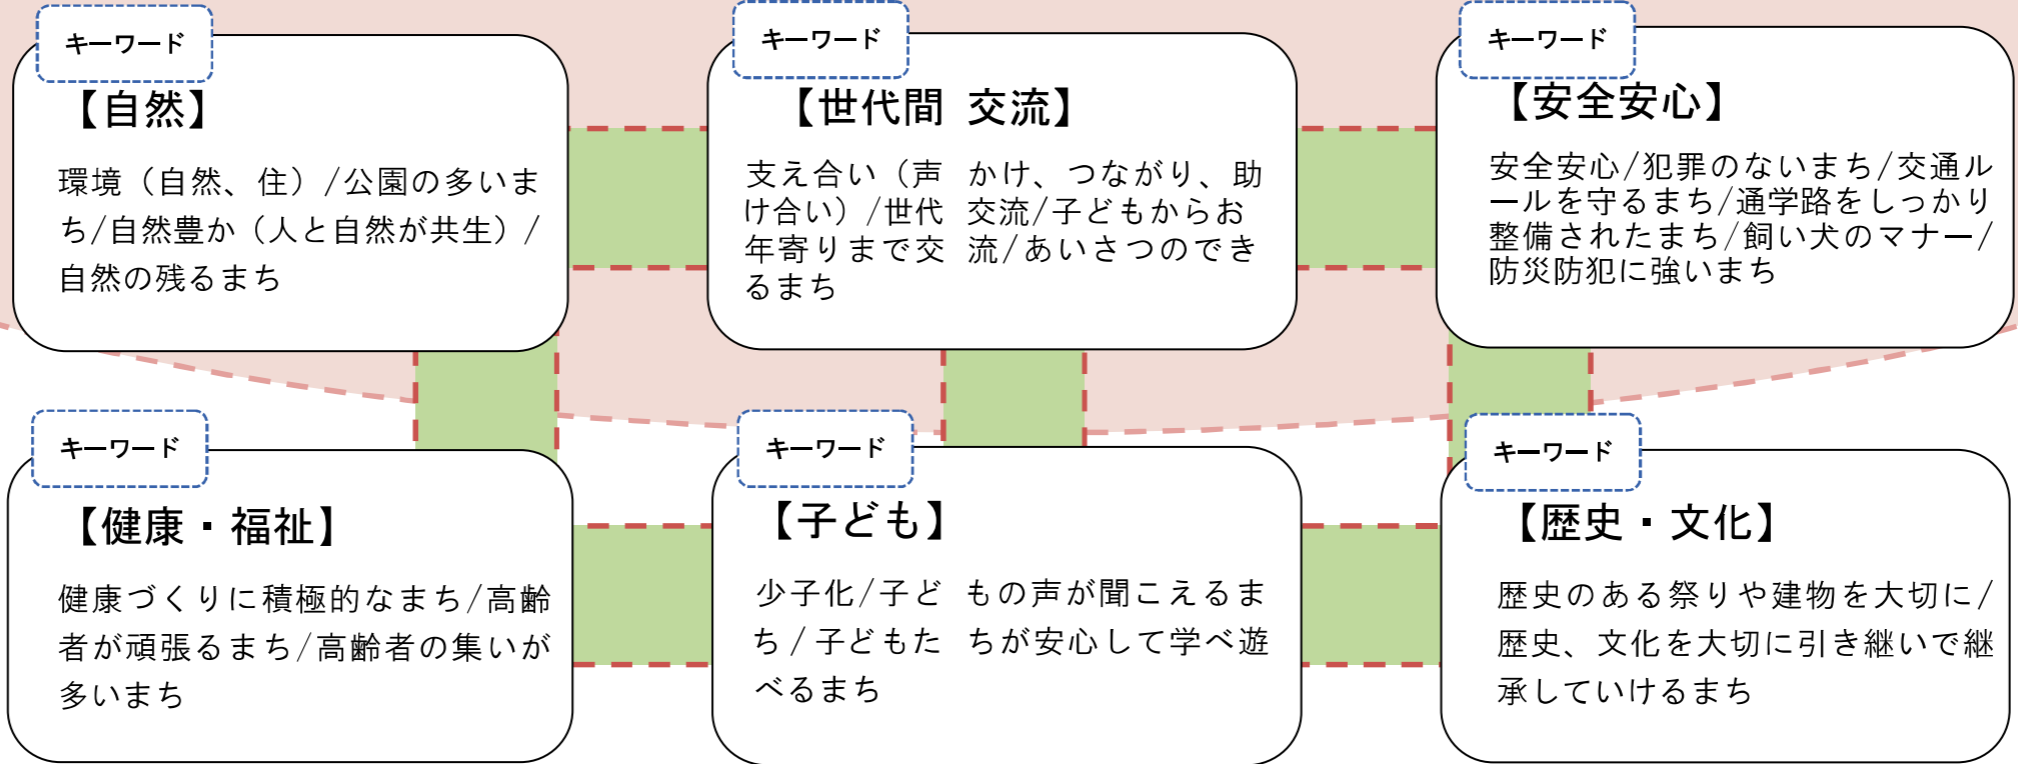 キーワード
【自然】
環境（自然、住）/公園の多いま
ち/自然豊か（人と自然が共生）/
自然の残るまち
キーワード
【世代間 交流】
支え合い（声 かけ、つながり、助
け合い）/世代 交流/子どもからお
年寄りまで交 流/あいさつのでき
るまち
キーワード
【安全安心】
安全安心/犯罪のないまち/交通ル
ールを守るまち/通学路をしっかり
整備されたまち/飼い犬のマナー/
防災防犯に強いまち
キーワード
【健康・福祉】
健康づくりに積極的なまち/高齢
者が頑張るまち/高齢者の集いが
多いまち
キーワード
【子ども】
少子化/子ど もの声が聞こえるま
ち / 子どもた ちが安心して学べ遊
べるまち
キーワード
【歴史・文化】
歴史のある祭りや建物を大切に/
歴史、文化を大切に引き継いで継
承していけるまち